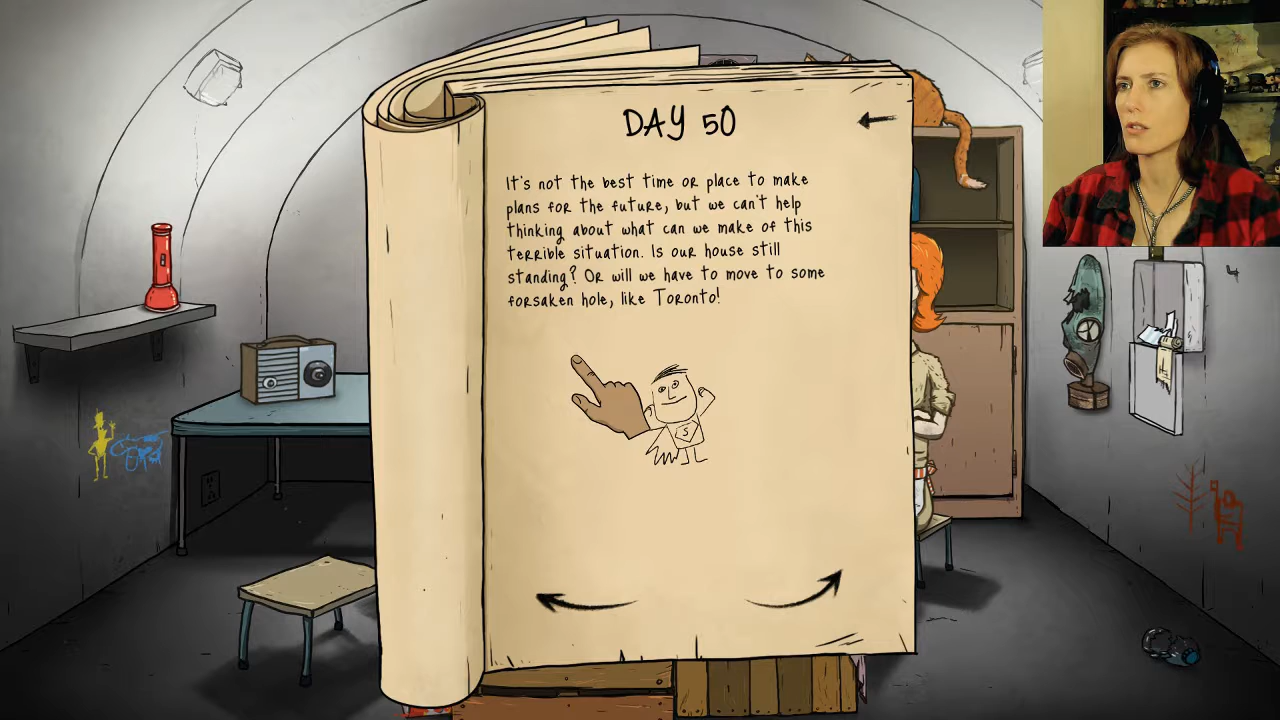 DAY 50
It's not the best time or place to make
plans for the future, but we can't help
thinking about what can we make of this
terrible situation. Is our house still
standing? Or will we have to move to some
forsaken hole, like Toronto!
S